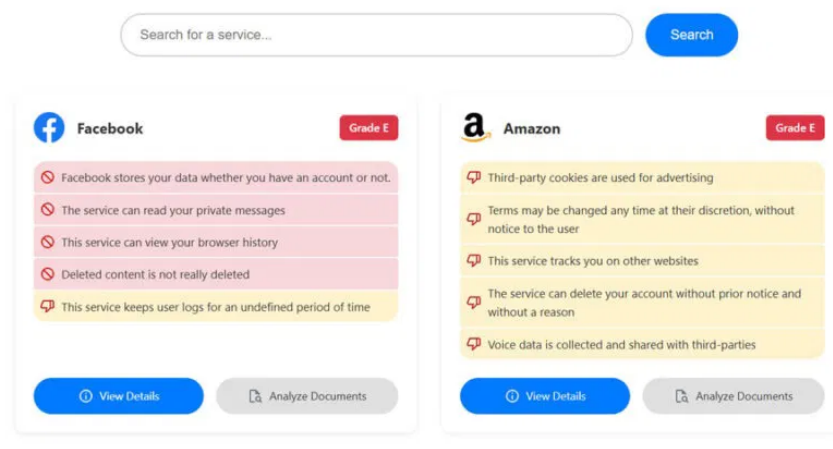 Search for a service...
Search
Facebook
Grade E
Facebook stores your data whether you have an account or not.
The service can read your private messages
This service can view your browser history
Deleted content is not really deleted
This service keeps user logs for an undefined period of time
View Details
Analyze Documents
a
Amazon
Grade E
Third-party cookies are used for advertising
Terms may be changed any time at their discretion, without
notice to the user
This service tracks you on other websites
The service can delete your account without prior notice and
without a reason
Voice data is collected and shared with third-parties
View Details
Analyze Documents